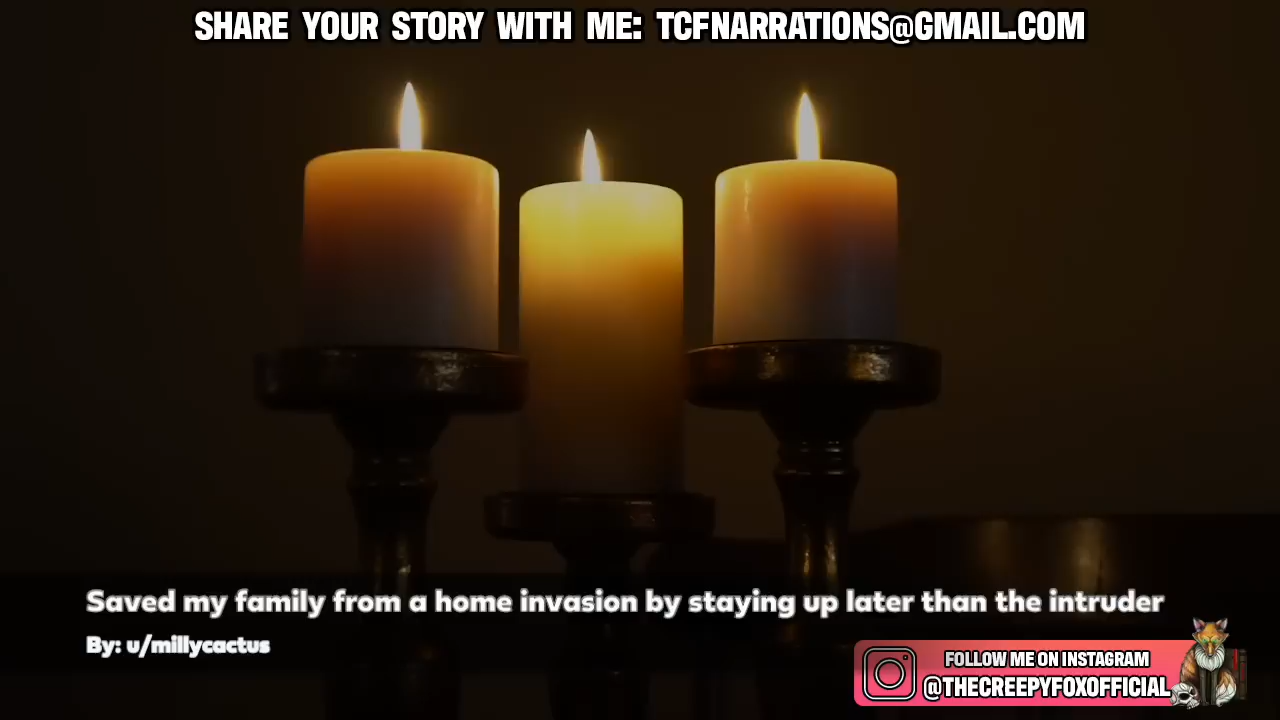 SHARE YOUR STORY WITH ME: TCFNARRATIONS@GMAIL.COM
Saved my family from a home invasion by staying up later than the intruder
By: u/millycactus
FOLLOW ME ON INSTAGRAM
@THECREEPYFOXOFFICIAL